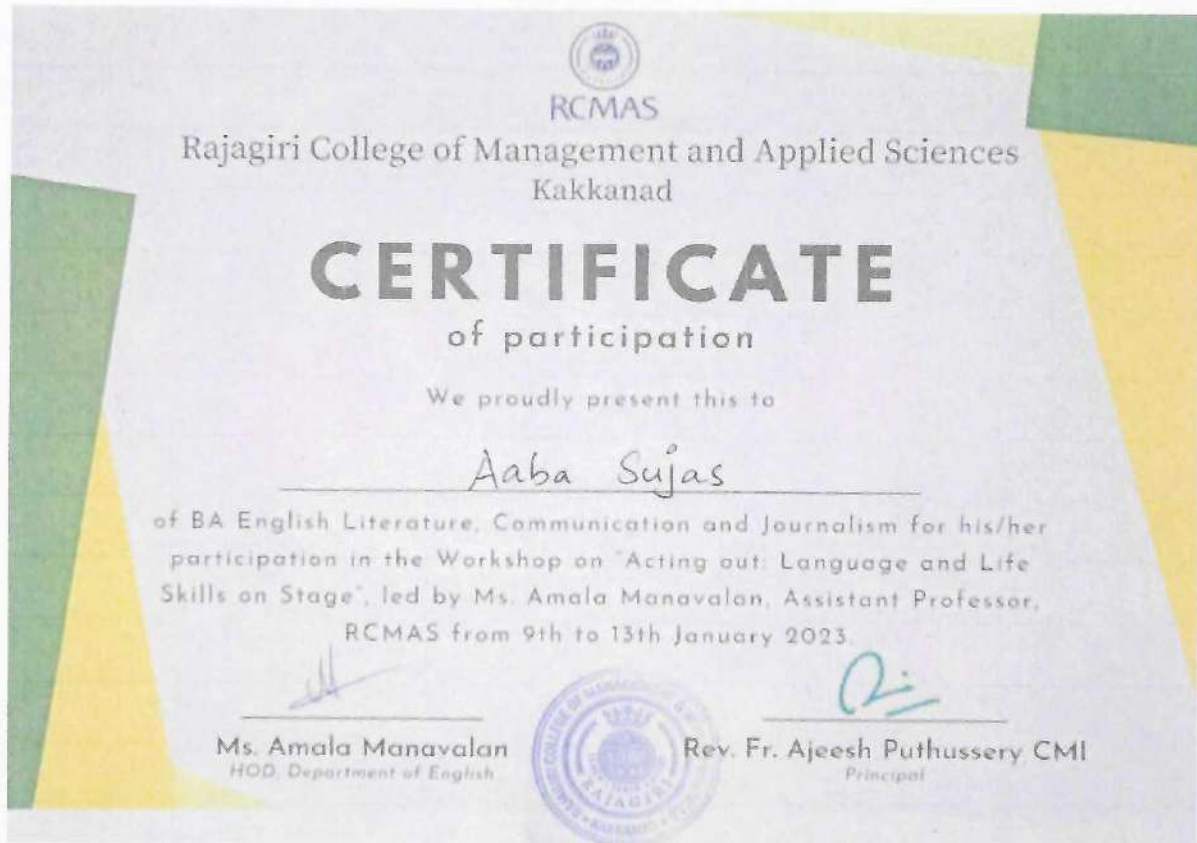 RCMAS
Rajagiri College of Management and Applied Sciences
Kakkanad
CERTIFICATE
of participation
We proudly present this to
Aaba Sujas
of BA English Literature, Communication and Journalism for his/her
participation in the Workshop on "Acting out: Language and Life
Skills on Stage", led by Ms. Amala Manavalan, Assistant Professor,
RCMAS from 9th to 13th January 2023.
Ms. Amala Manavalan
HOD, Department of English
RAJAGIRI
Rev. Fr. Ajeesh Puthussery CMI
Principal